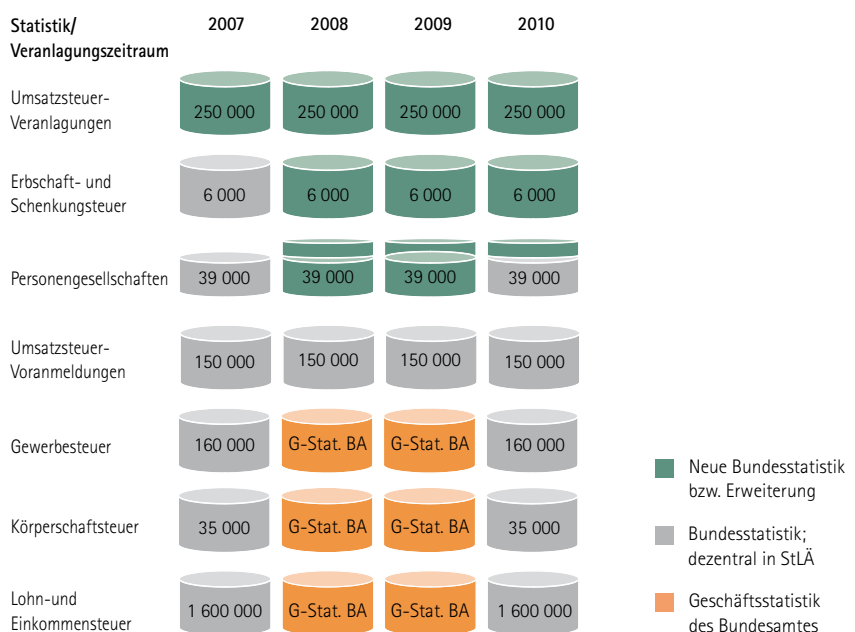 Statistik/ 2007 2008 2009 2010
Veranlagungszeitraum
Umsatzsteuer-
Veranlagungen
250 000 250 000 250 000 250 000
Erbschaft- und
Schenkungsteuer
6 000 6 000 6 000 6 000
Personengesellschaften 39 000 39 000 39 000 39 000
Umsatzsteuer-
Voranmeldungen
150 000 150 000 150 000 150 000
Gewerbesteuer 160 000 G-Stat. BA G-Stat. BA 160 000
Körperschaftsteuer 35 000 G-Stat. BA G-Stat. BA 35 000
Lohn-und
Einkommensteuer
1 600 000 G-Stat. BA G-Stat. BA 1 600 000
Neue Bundesstatistik
bzw. Erweiterung
Bundesstatistik;
dezentral in StLÄ
Geschäftsstatistik
des Bundesamtes